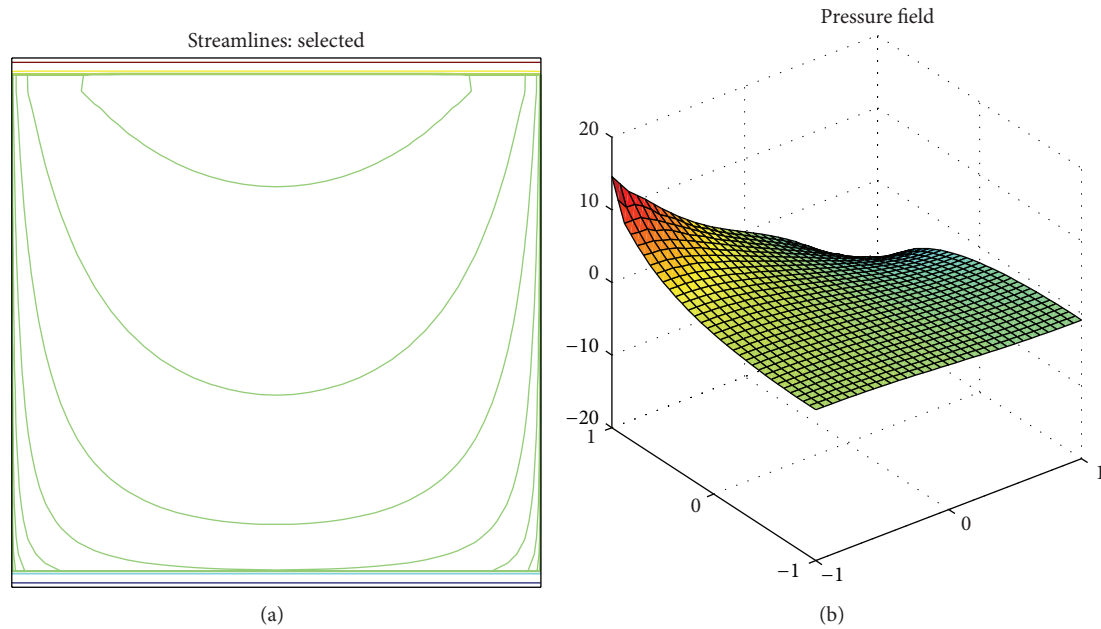 Streamlines: selected
(a)
Pressure field
20
10
0
−10
−20
1
0
−1
−1
0
1
(b)